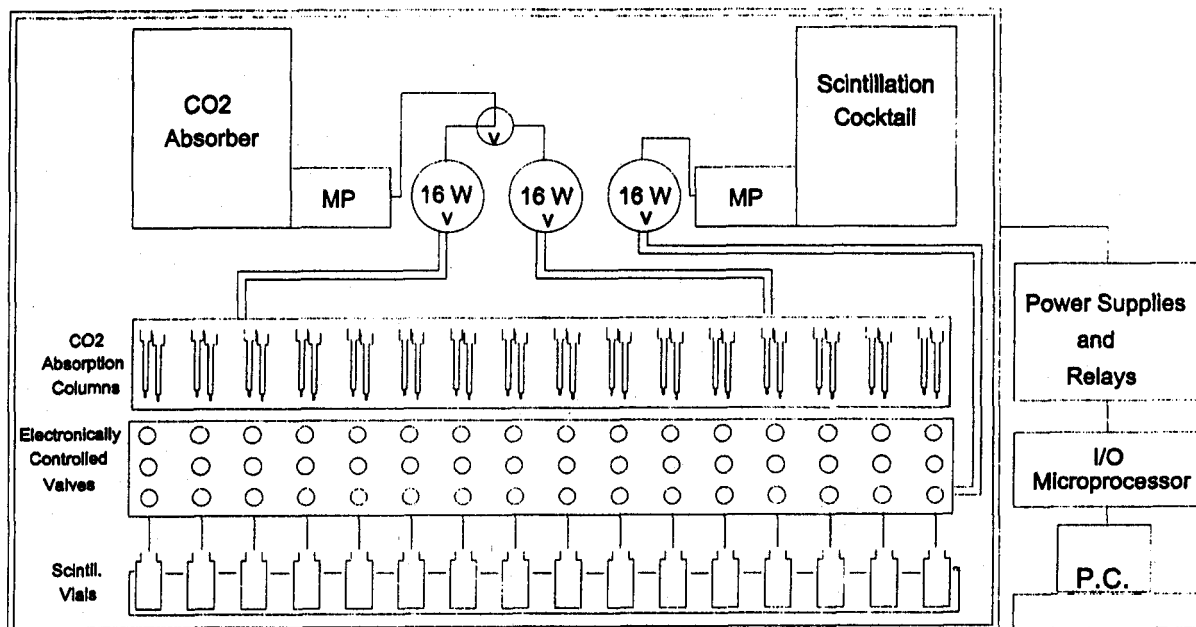 CO2
Absorber
Scintillation
Cocktail
V
MP
16 W
V
16 W
V
16 W
V
MP
Power Supplies
and
Relays
CO2
Absorption
Columns
Electronically
Controlled
Valves
I/O
Microprocessor
Scintil.
Vials
P.C.